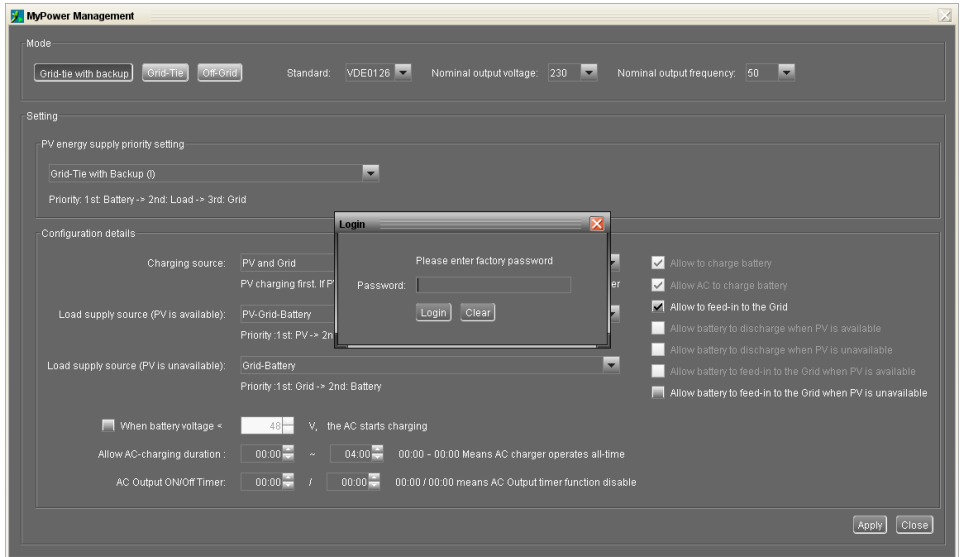 MyPower Management
Mode
Grid-tie with backup Grid-Tie Off-Grid Standard: VDE0126 Nominal output voltage: 230 Nominal output frequency: 50
Setting
PV energy supply priority setting
Grid-Tie with Backup (I)
Priority: 1st: Battery -> 2nd: Load -> 3rd: Grid
Configuration details
Charging source: PV and Grid
PV charging first. If P
er
Load supply source (PV is available): PV-Grid-Battery
Priority :1st: PV -> 2n
Load supply source (PV is unavailable): Grid-Battery
Priority :1st: Grid -> 2nd: Battery
When battery voltage < 48 V, the AC starts charging
Allow AC-charging duration : 00:00 ~ 04:00 00:00 - 00:00 Means AC charger operates all-time
AC Output ON/Off Timer: 00:00 / 00:00 00:00 / 00:00 means AC Output timer function disable
Allow to charge battery
Allow AC to charge battery
Allow to feed-in to the Grid
Allow battery to discharge when PV is available
Allow battery to discharge when PV is unavailable
Allow battery to feed-in to the Grid when PV is available
Allow battery to feed-in to the Grid when PV is unavailable
Login
Please enter factory password
Password:
Login Clear
Apply Close